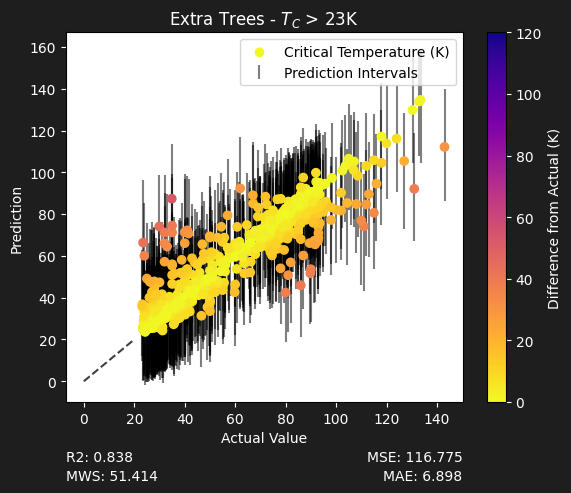 Extra Trees - T_C > 23K
Critical Temperature (K)
Prediction Intervals
160
140
120
100
80
60
40
20
0
Prediction
0 20 40 60 80 100 120 140
Actual Value
120
100
80
60
40
20
0
Difference from Actual (K)
R2: 0.838 MSE: 116.775
MWS: 51.414 MAE: 6.898